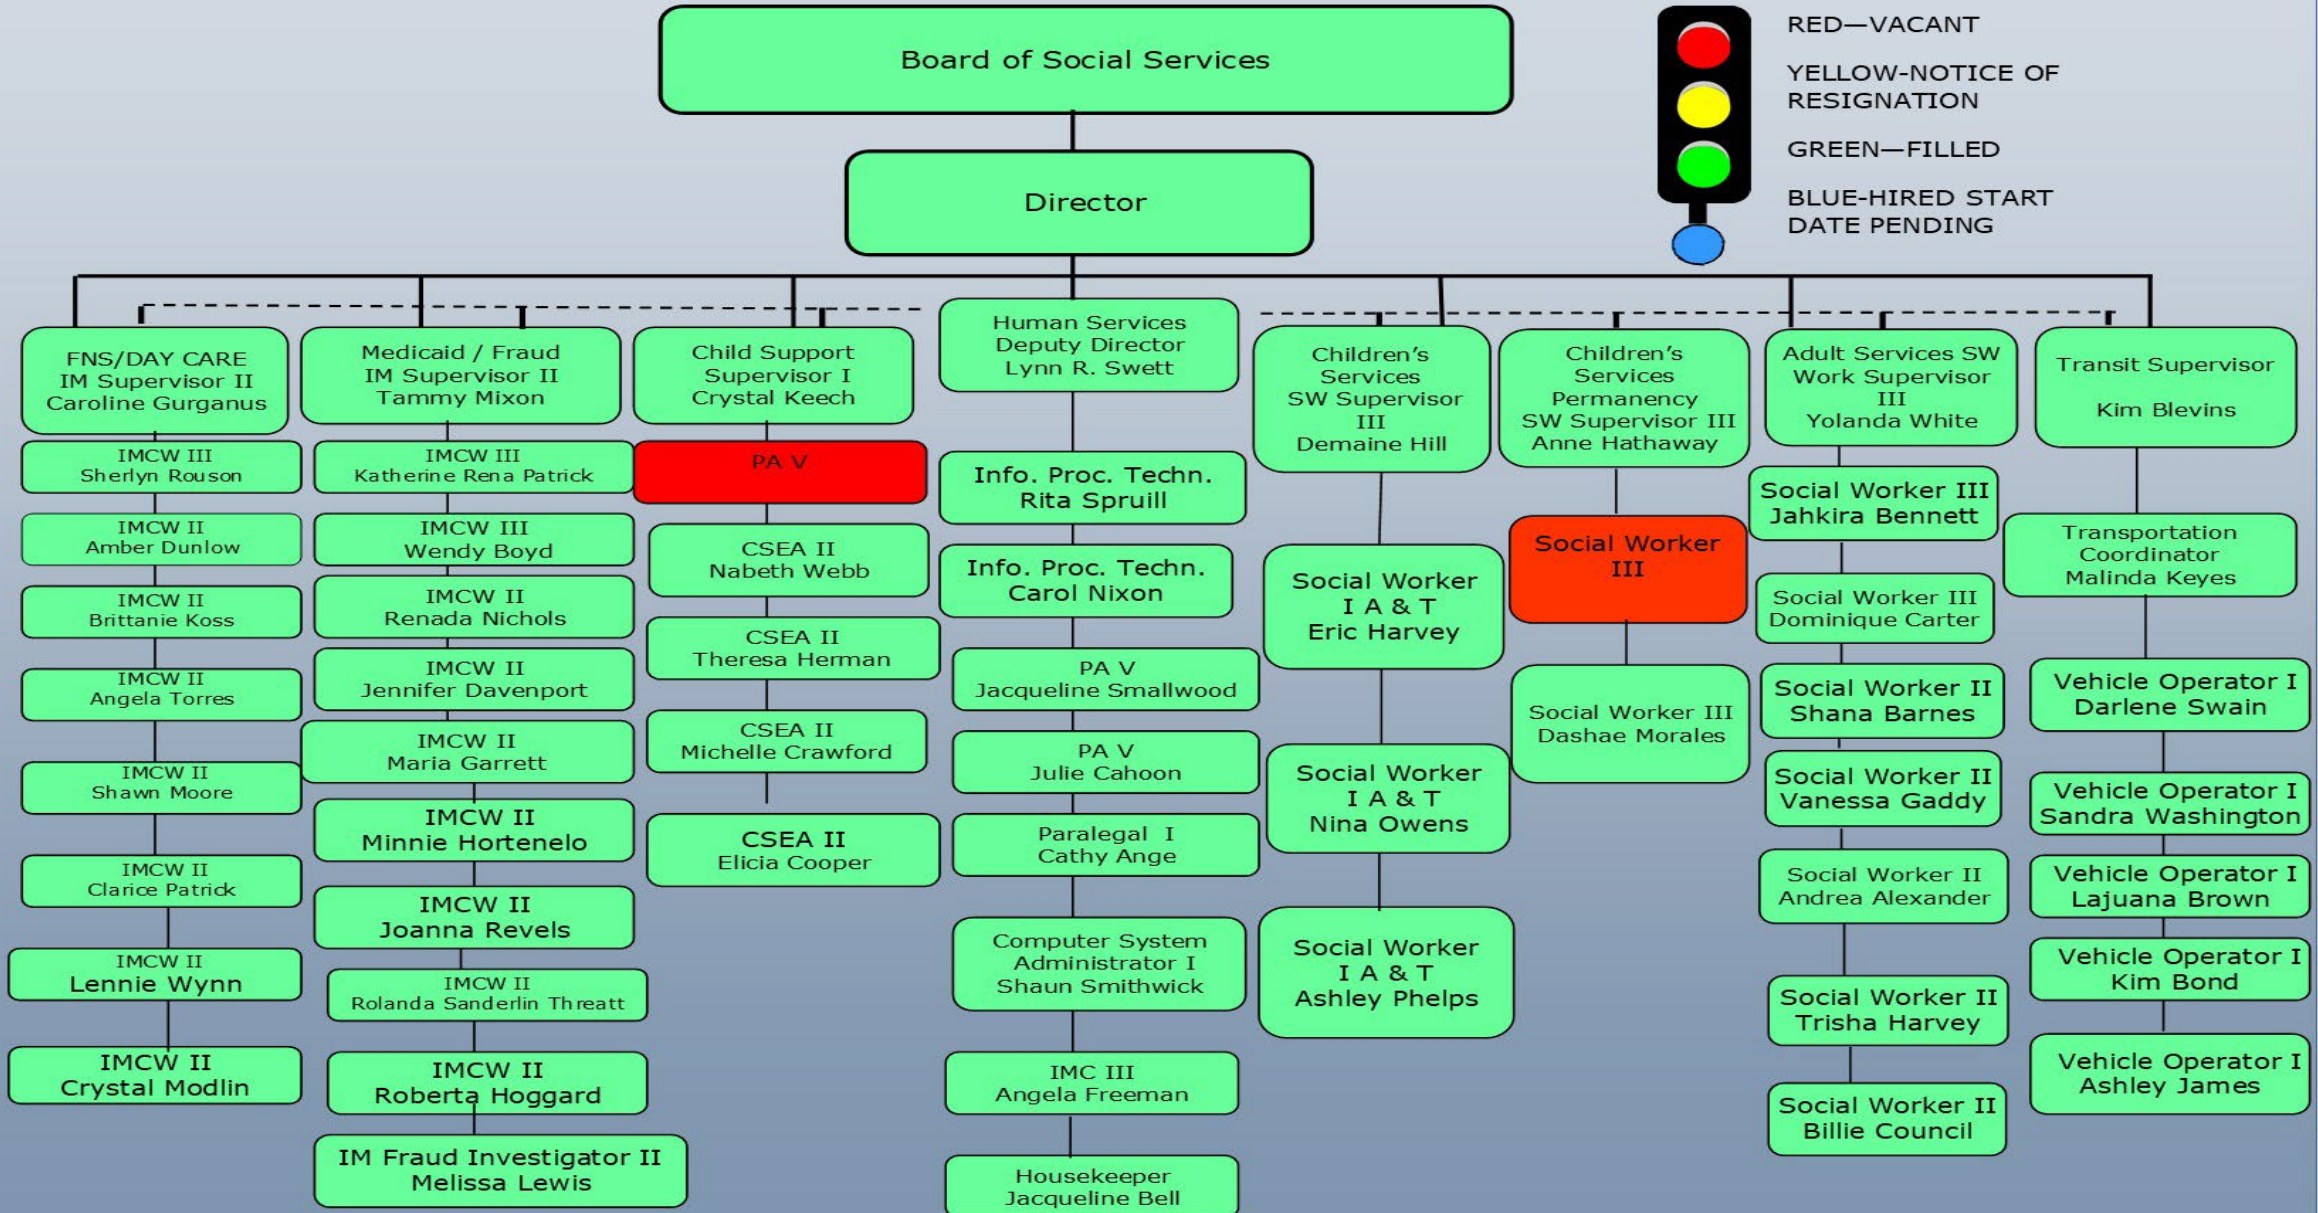 Board of Social Services
Director
RED—VACANT
YELLOW-NOTICE OF
RESIGNATION
GREEN—FILLED
BLUE-HIRED START
DATE PENDING
FNS/DAY CARE
IM Supervisor II
Caroline Gurganus
IMCW III
Sherlyn Rouson
IMCW II
Amber Dunlow
IMCW II
Brittanie Koss
IMCW II
Angela Torres
IMCW II
Shawn Moore
IMCW II
Clarice Patrick
IMCW II
Lennie Wynn
IMCW II
Crystal Modlin
Medicaid / Fraud
IM Supervisor II
Tammy Mixon
IMCW III
Katherine Rena Patrick
IMCW III
Wendy Boyd
IMCW II
Renada Nichols
IMCW II
Jennifer Davenport
IMCW II
Maria Garrett
IMCW II
Minnie Hortenelo
IMCW II
Joanna Revels
IMCW II
Rolanda Sanderlin Threatt
IMCW II
Roberta Hoggard
IM Fraud Investigator II
Melissa Lewis
Child Support
Supervisor I
Crystal Keech
PA V
CSEA II
Nabeth Webb
CSEA II
Theresa Herman
CSEA II
Michelle Crawford
CSEA II
Elicia Cooper
Human Services
Deputy Director
Lynn R. Swett
Info. Proc. Techn.
Rita Spruill
Info. Proc. Techn.
Carol Nixon
PA V
Jacqueline Smallwood
PA V
Julie Cahoon
Paralegal I
Cathy Ange
Computer System
Administrator I
Shaun Smithwick
IMC III
Angela Freeman
Housekeeper
Jacqueline Bell
Children's
Services
SW Supervisor
III
Demaine Hill
Social Worker
I A & T
Eric Harvey
Social Worker
I A & T
Nina Owens
Social Worker
I A & T
Ashley Phelps
Children's
Services
Permanency
SW Supervisor III
Anne Hathaway
Social Worker
III
Social Worker III
Dashae Morales
Adult Services SW
Work Supervisor
III
Yolanda White
Social Worker III
Jahkira Bennett
Social Worker III
Dominique Carter
Social Worker II
Shana Barnes
Social Worker II
Vanessa Gaddy
Social Worker II
Andrea Alexander
Social Worker II
Trisha Harvey
Social Worker II
Billie Council
Transit Supervisor
Kim Blevins
Transportation
Coordinator
Malinda Keyes
Vehicle Operator I
Darlene Swain
Vehicle Operator I
Sandra Washington
Vehicle Operator I
Lajuana Brown
Vehicle Operator I
Kim Bond
Vehicle Operator I
Ashley James